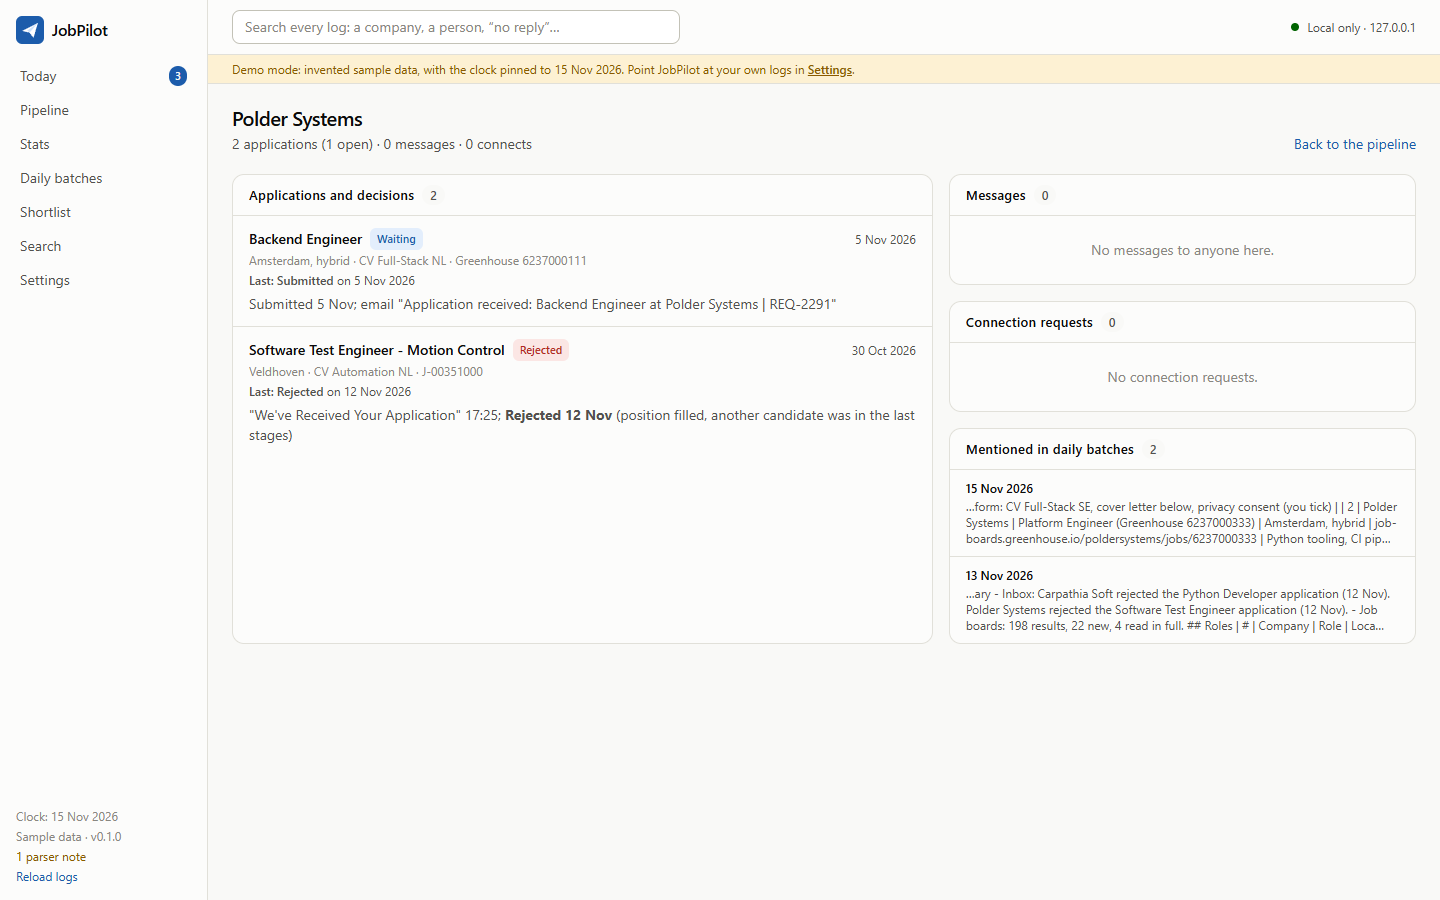 JobPilot
Today 3
Pipeline
Stats
Daily batches
Shortlist
Search
Settings
Clock: 15 Nov 2026
Sample data · v0.1.0
1 parser note
Reload logs
Search every log: a company, a person, “no reply”...
Local only · 127.0.0.1
Demo mode: invented sample data, with the clock pinned to 15 Nov 2026. Point JobPilot at your own logs in Settings.
Polder Systems
2 applications (1 open) · 0 messages · 0 connects
Back to the pipeline
Applications and decisions 2
Backend Engineer Waiting 5 Nov 2026
Amsterdam, hybrid · CV Full-Stack NL · Greenhouse 6237000111
Last: Submitted on 5 Nov 2026
Submitted 5 Nov; email "Application received: Backend Engineer at Polder Systems | REQ-2291"
Software Test Engineer - Motion Control Rejected 30 Oct 2026
Veldhoven · CV Automation NL · J-00351000
Last: Rejected on 12 Nov 2026
"We've Received Your Application" 17:25; Rejected 12 Nov (position filled, another candidate was in the last
stages)
Messages 0
No messages to anyone here.
Connection requests 0
No connection requests.
Mentioned in daily batches 2
15 Nov 2026
...form: CV Full-Stack SE, cover letter below, privacy consent (you tick) | | 2 | Polder
Systems | Platform Engineer (Greenhouse 6237000333) | Amsterdam, hybrid | job-
boards.greenhouse.io/poldersystems/jobs/6237000333 | Python tooling, CI pip...
13 Nov 2026
...ary - Inbox: Carpathia Soft rejected the Python Developer application (12 Nov).
Polder Systems rejected the Software Test Engineer application (12 Nov). - Job
boards: 198 results, 22 new, 4 read in full. ## Roles | # | Company | Role | Loca...